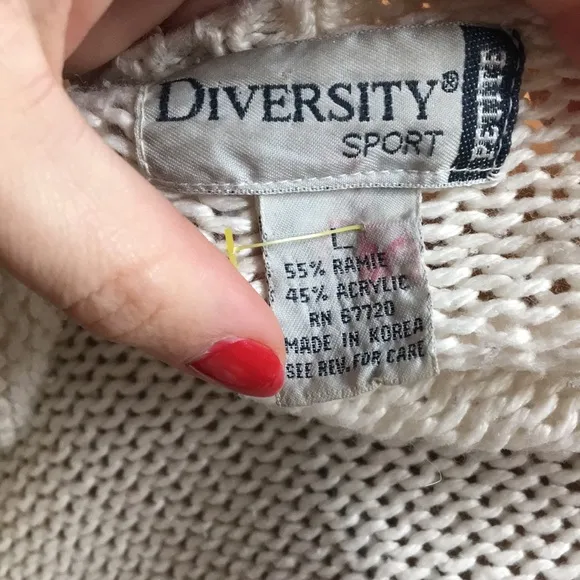 DIVERSITY®
SPORT
PETITE
L
55% RAMIE
45% ACRYLIC
RN 67720
MADE IN KOREA
SEE REV. FOR CARE